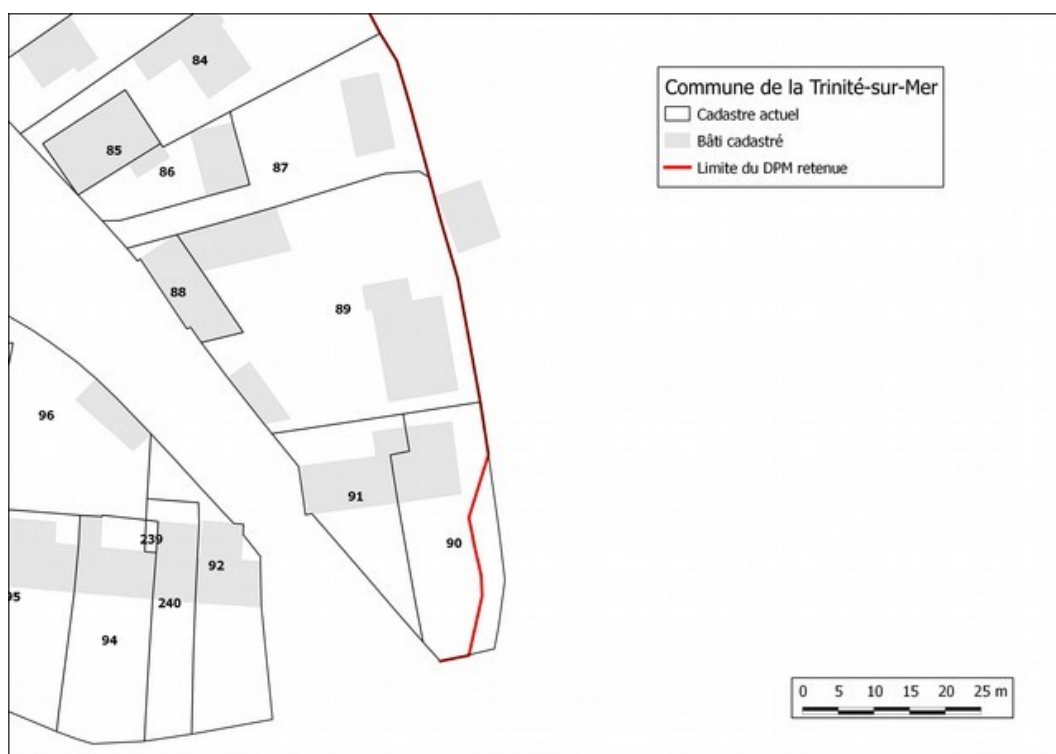 84
Commune de la Trinité-sur-Mer
Cadastre actuel
Bâti cadastré
Limite du DPM retenue
85
86
87
88
89
96
91
90
239
92
95
240
94
0 5 10 15 20 25 m